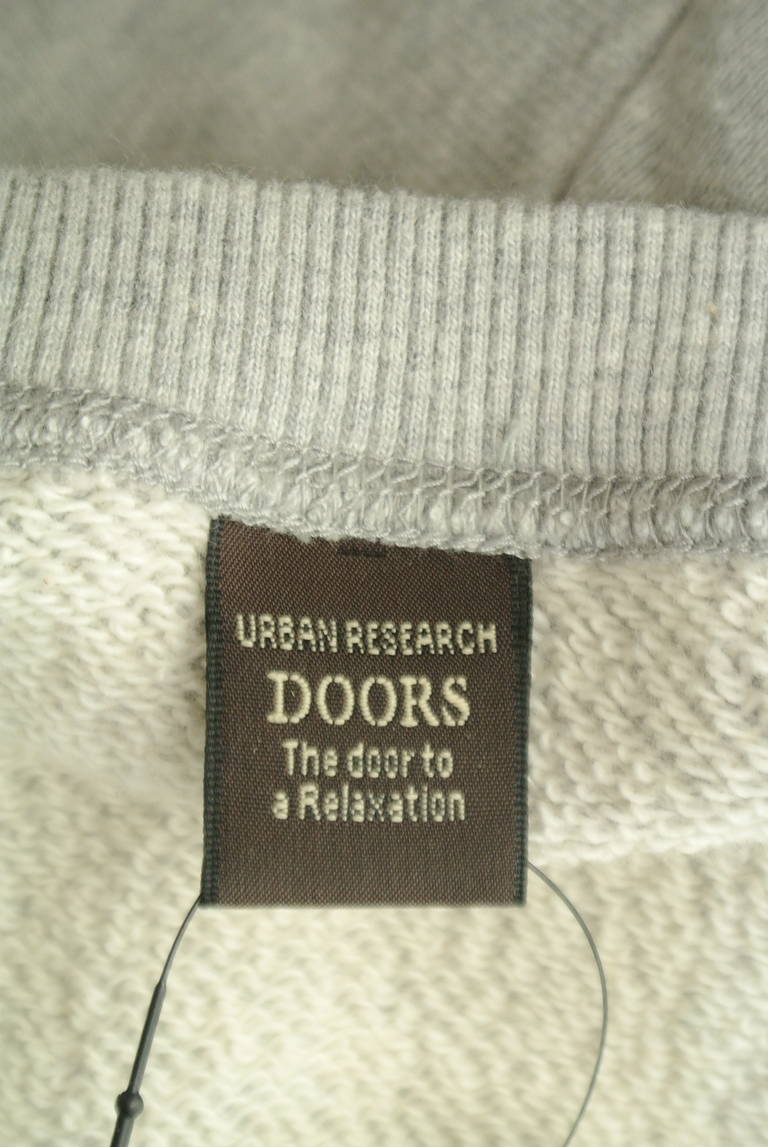 URBAN RESEARCH
DOORS
The door to
a Relaxation